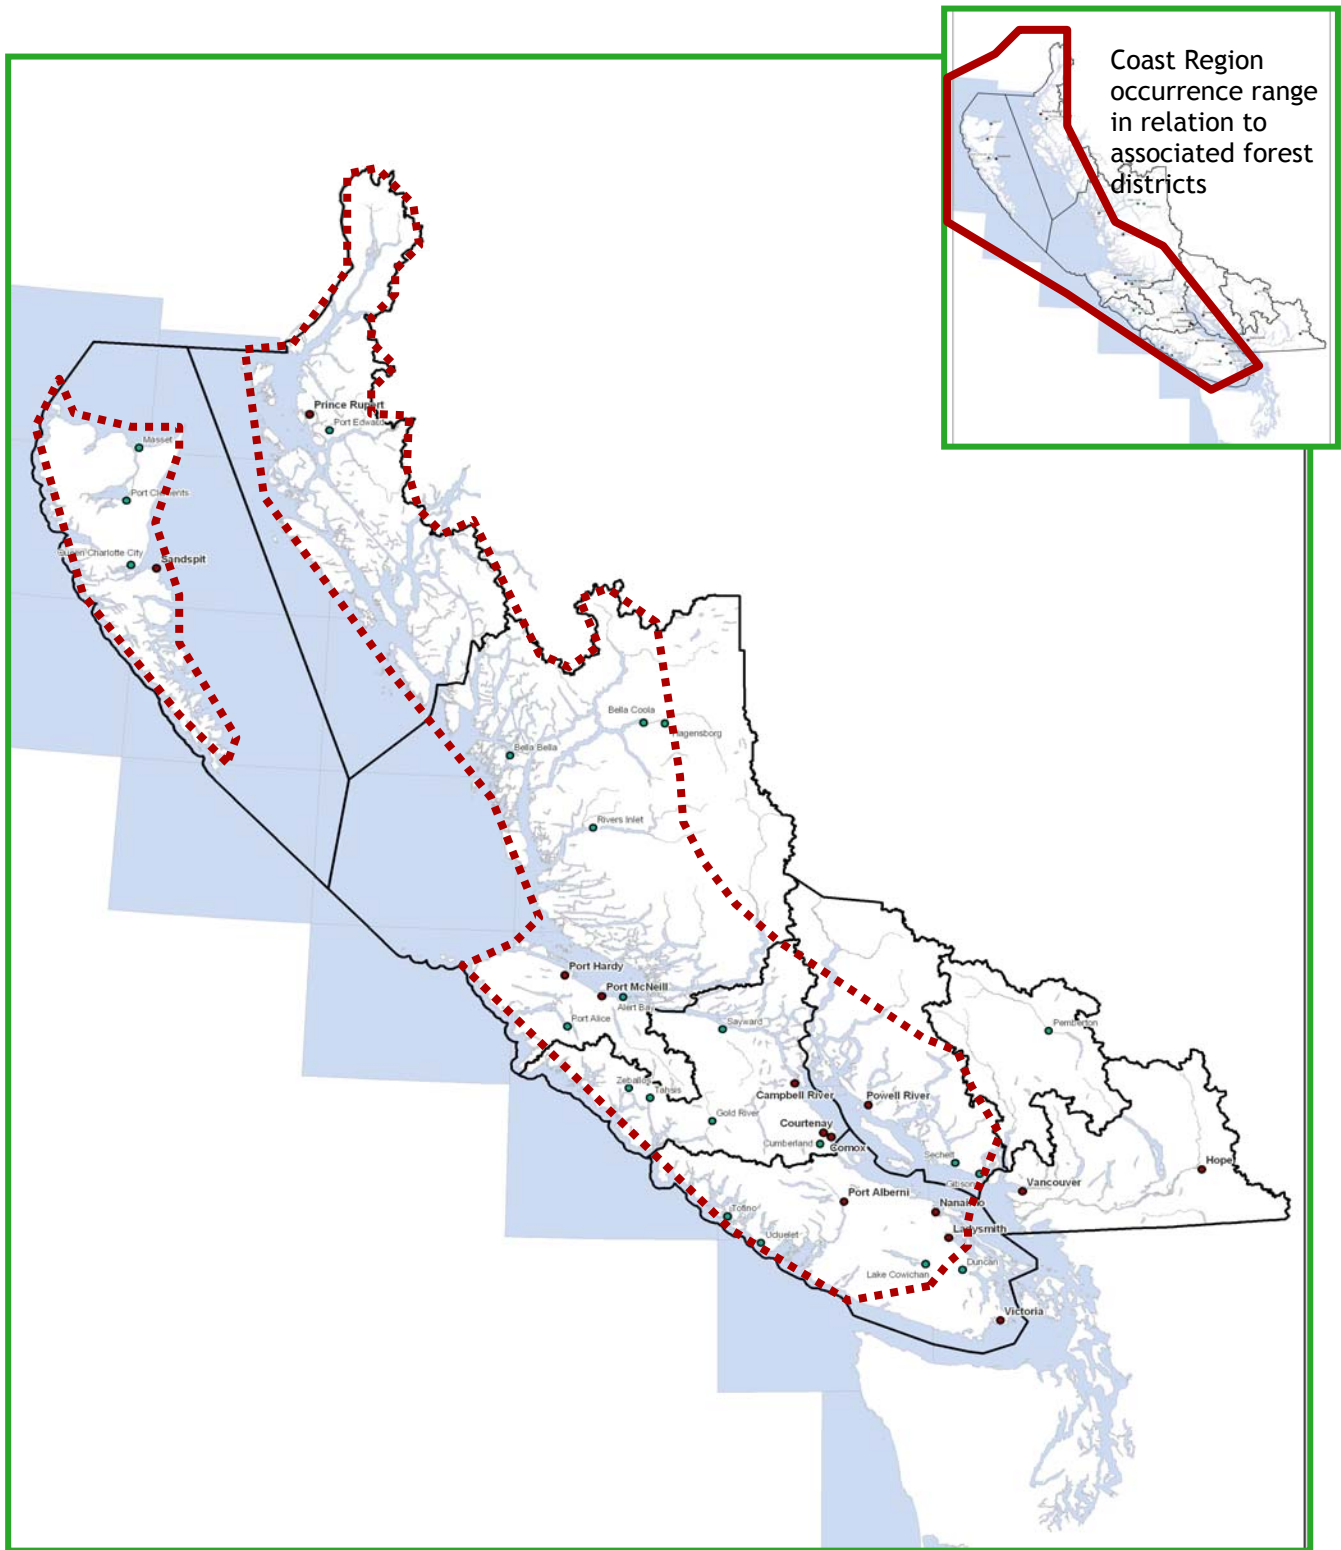 Coast Region
occurrence range
in relation to
associated forest
districts
Prince Rupert
Port Edward
Masset
Port Clements
Queen Charlotte City
Sandspit
Bella Coola
Hagensborg
Bella Bella
Rivers Inlet
Port Hardy
Port McNeill
Alert Bay
Port Alice
Sayward
Pemberton
Zeballos
Tahsis
Campbell River
Powell River
Gold River
Courtenay
Cumberland
Comox
Sechelt
Gibsons
Hope
Vancouver
Port Alberni
Nanaimo
Tofino
Ladysmith
Ucluelet
Lake Cowichan
Duncan
Victoria